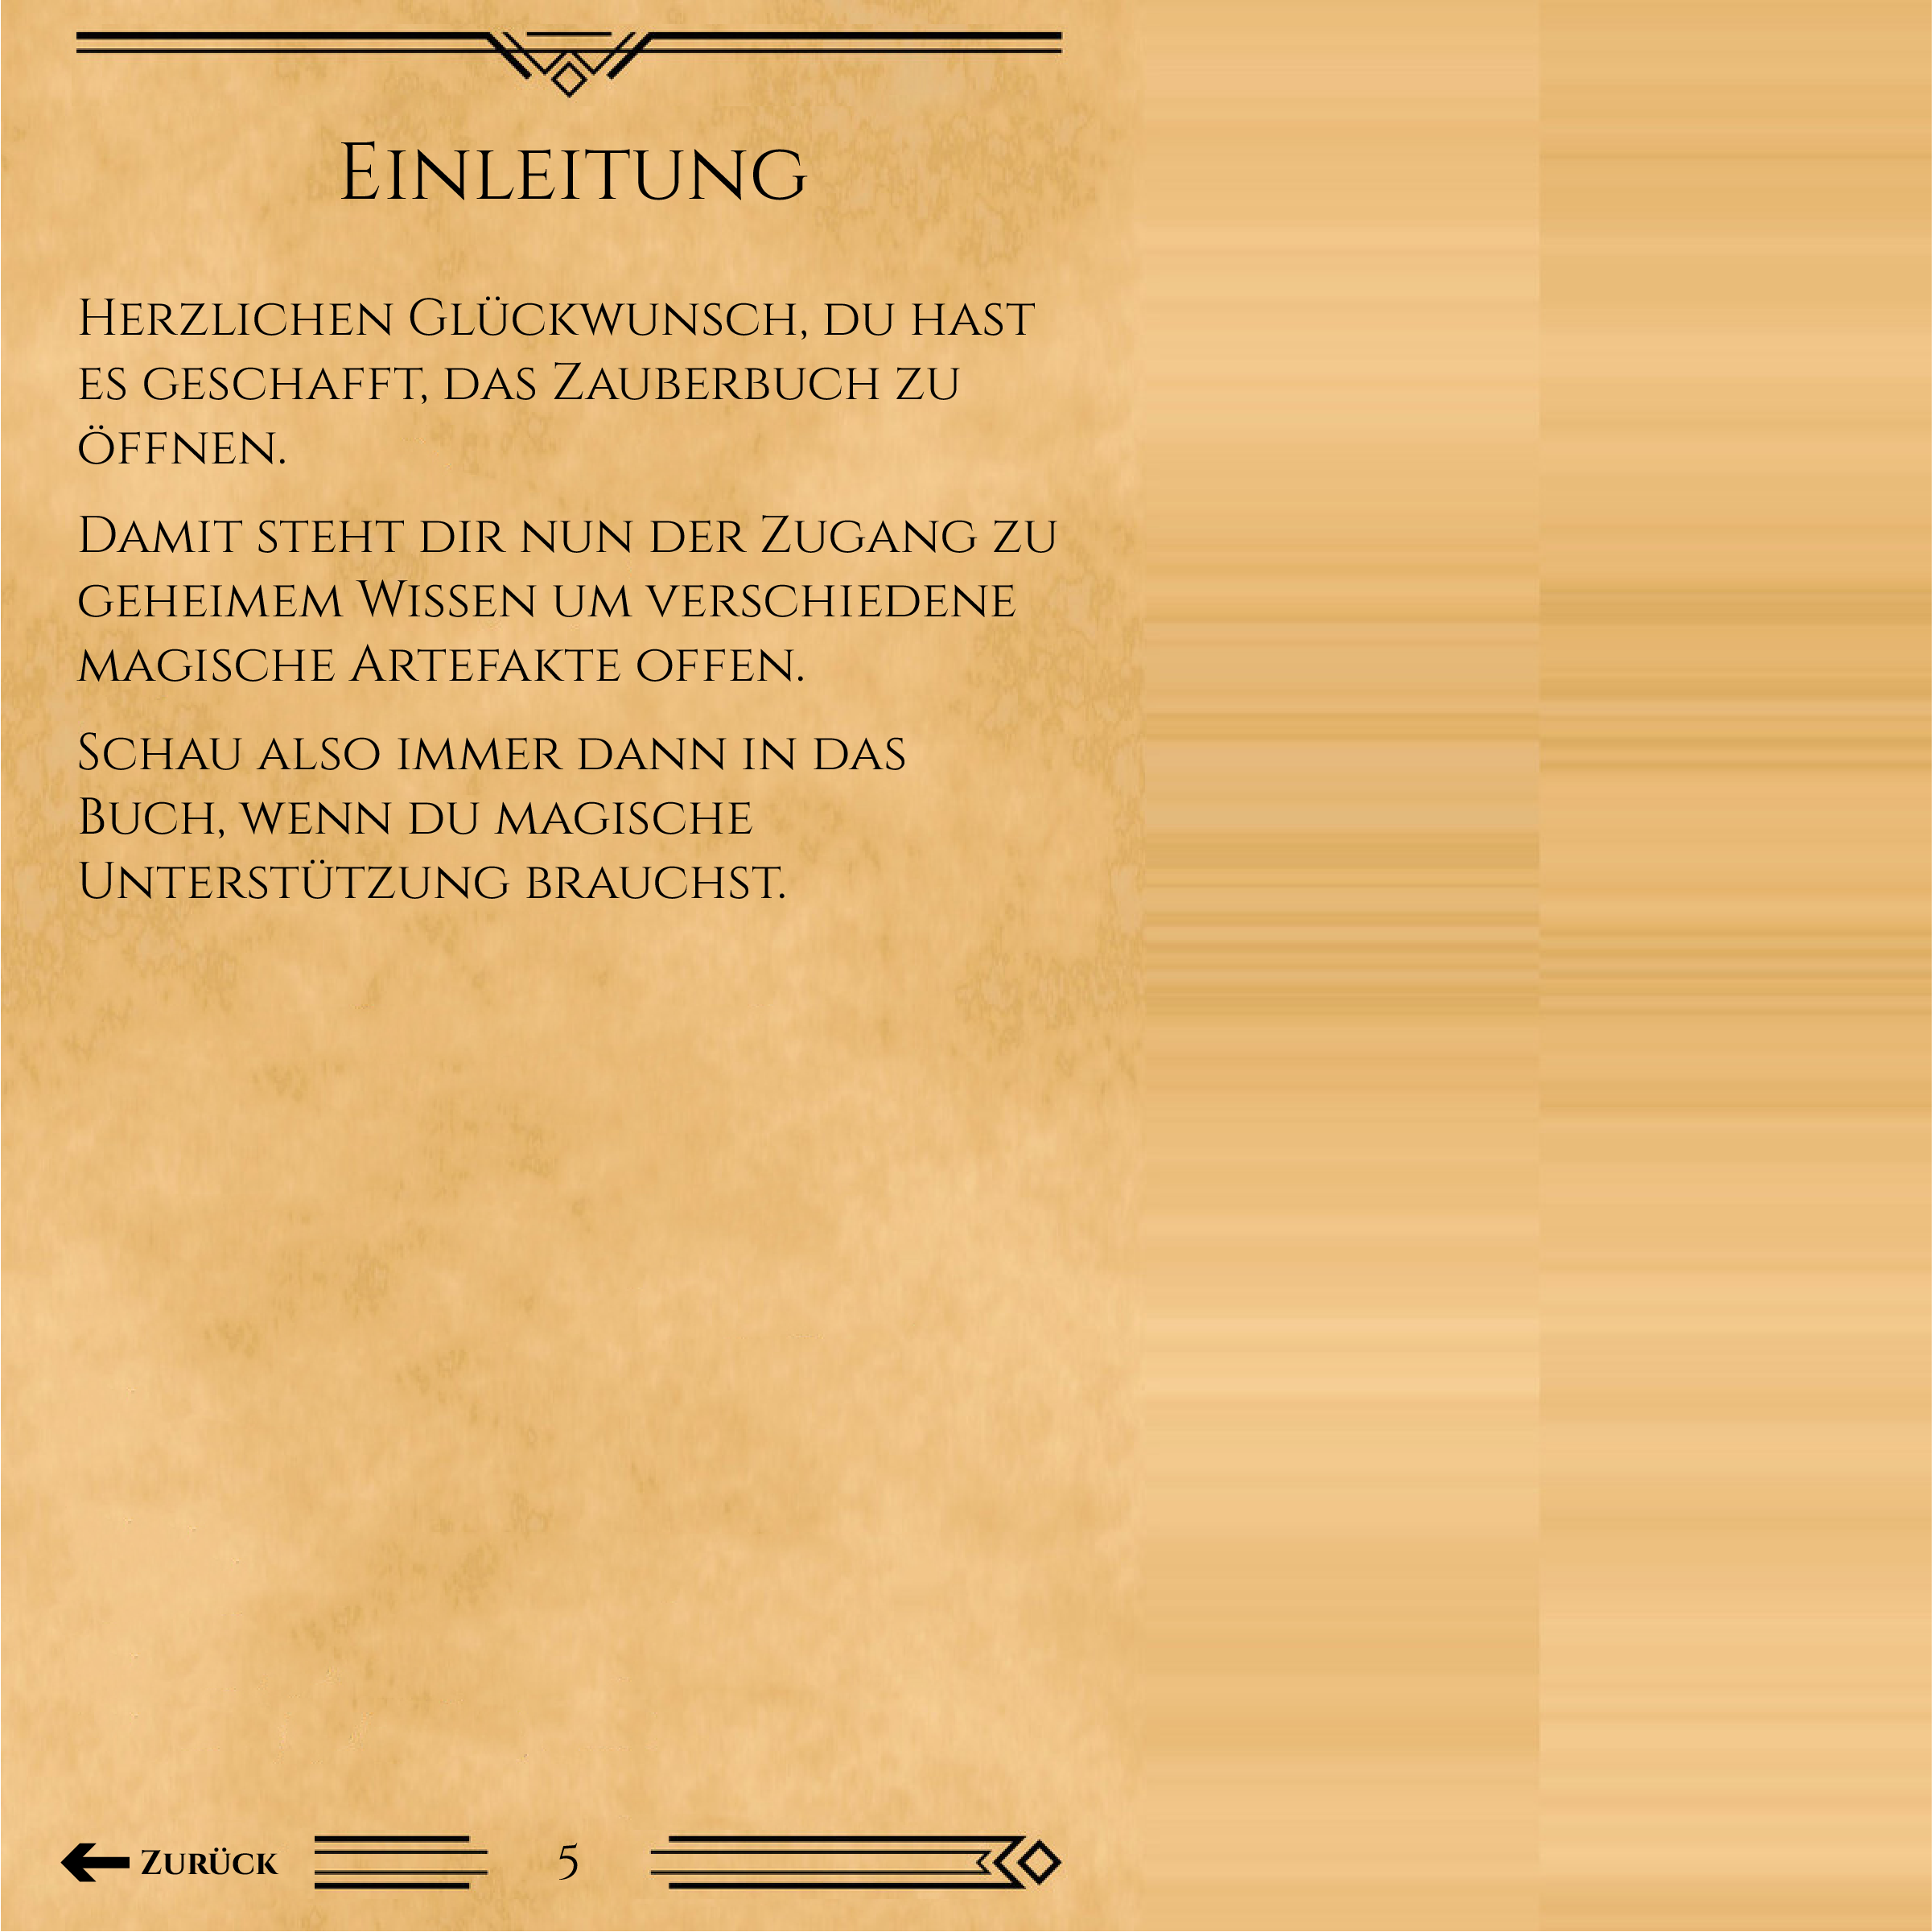 Einleitung
Herzlichen Glückwunsch, du hast
es geschafft, das Zauberbuch zu
öffnen.
Damit steht dir nun der Zugang zu
geheimem Wissen um verschiedene
magische Artefakte offen.
Schau also immer dann in das
Buch, wenn du magische
Unterstützung brauchst.
Zurück 5